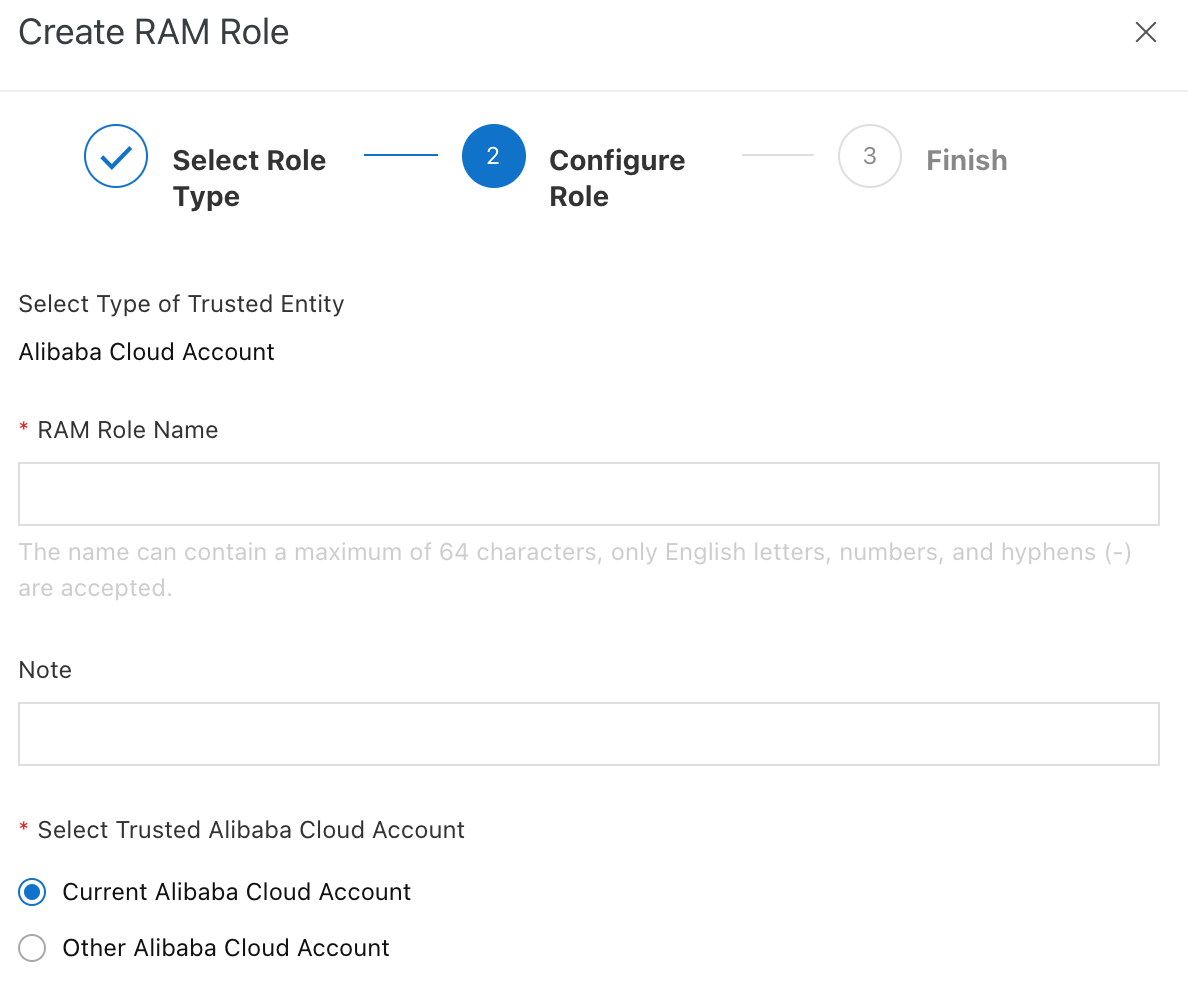 Create RAM Role
Select Role
Type
2
Configure
Role
3
Finish
Select Type of Trusted Entity
Alibaba Cloud Account
* RAM Role Name
The name can contain a maximum of 64 characters, only English letters, numbers, and hyphens (-)
are accepted.
Note
* Select Trusted Alibaba Cloud Account
Current Alibaba Cloud Account
Other Alibaba Cloud Account